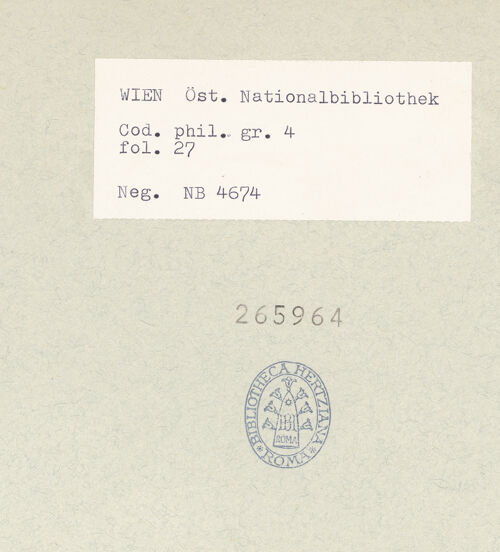 WIEN Öst. Nationalbibliothek
Cod. phil. gr. 4
fol. 27
Neg. NB 4674
265964
BIBLIOTHECA HERTZIANA
ROMA
ROMA